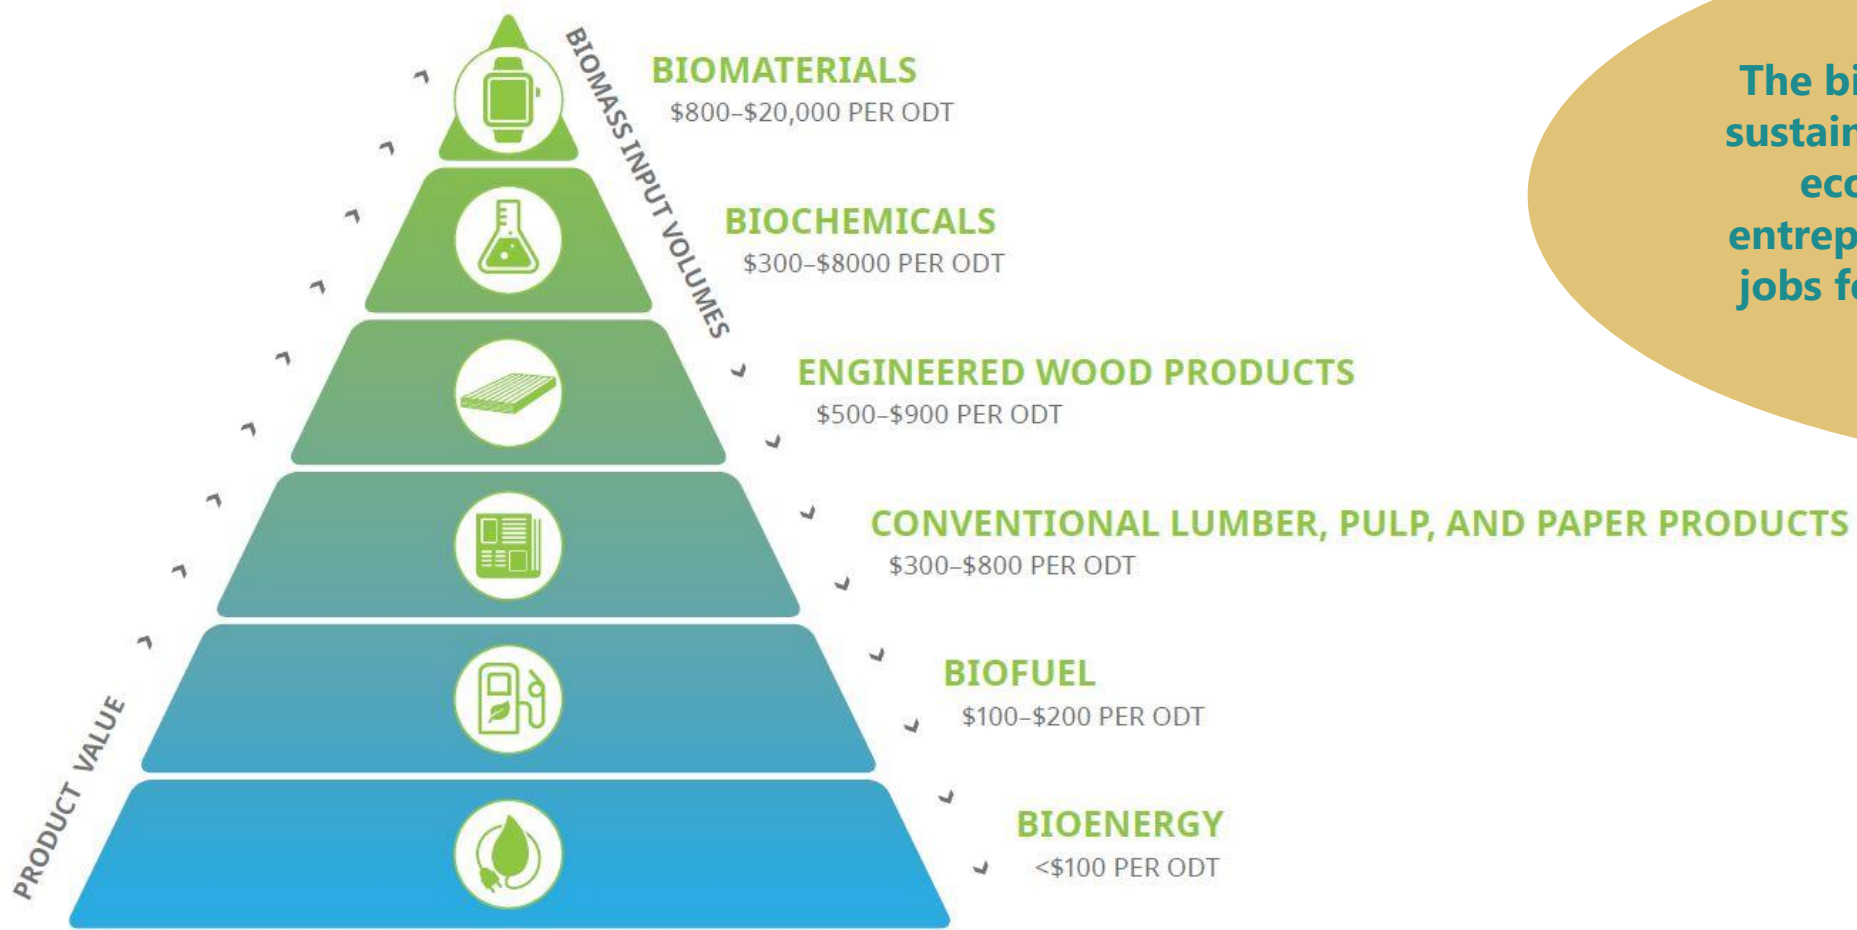 BIOMASS INPUT VOLUMES
BIOMATERIALS
$800–$20,000 PER ODT
BIOCHEMICALS
$300–$8000 PER ODT
ENGINEERED WOOD PRODUCTS
$500–$900 PER ODT
CONVENTIONAL LUMBER, PULP, AND PAPER PRODUCTS
$300–$800 PER ODT
BIOFUEL
$100–$200 PER ODT
BIOENERGY
<$100 PER ODT
PRODUCT VALUE
The
jobs